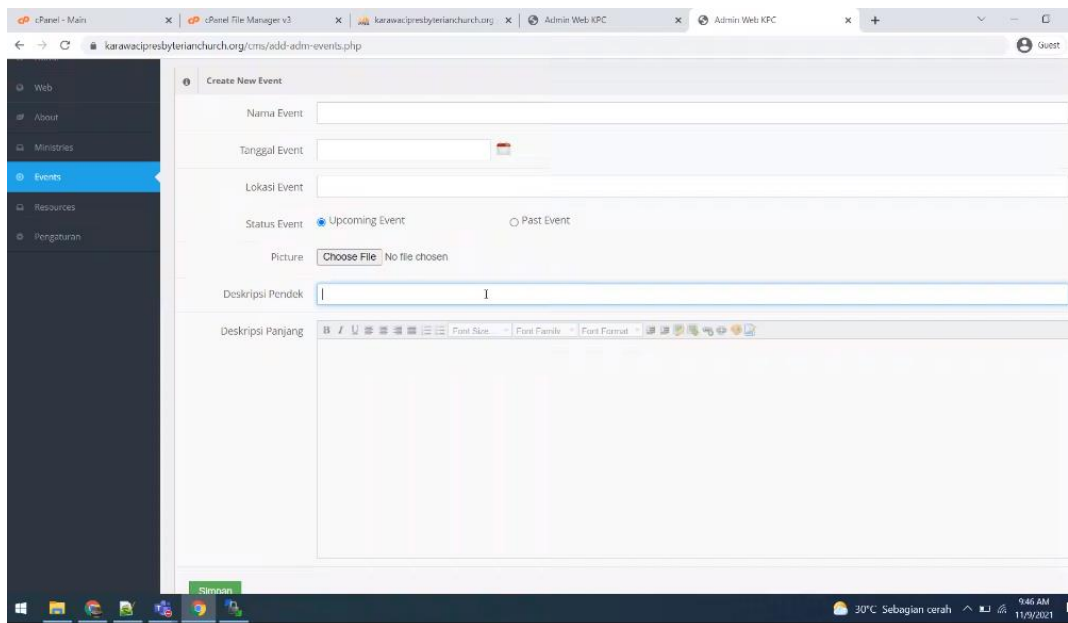 cPanel - Main
cPanel File Manager v3
karawacipresbyterianchurch.org
Admin Web KPC
Admin Web KPC
karawacipresbyterianchurch.org/cms/add-adm-events.php
Guest
Web
About
Ministries
Events
Resources
Pengaturan
Create New Event
Nama Event
Tanggal Event
Lokasi Event
Status Event Upcoming Event Past Event
Picture Choose File No file chosen
Deskripsi Pendek
Deskripsi Panjang B I U Font Size... Font Family Font Format
Simpan
30°C Sebagian cerah
9:46 AM
11/9/2021